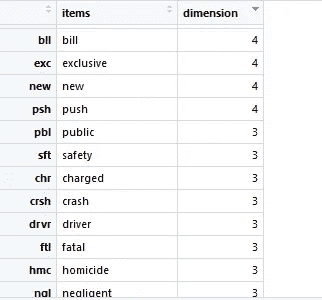 items dimension
bll bill 4
exc exclusive 4
new new 4
psh push 4
pbl public 3
sft safety 3
chr charged 3
crsh crash 3
drvr driver 3
ftl fatal 3
hmc homicide 3
ngl negligent 3